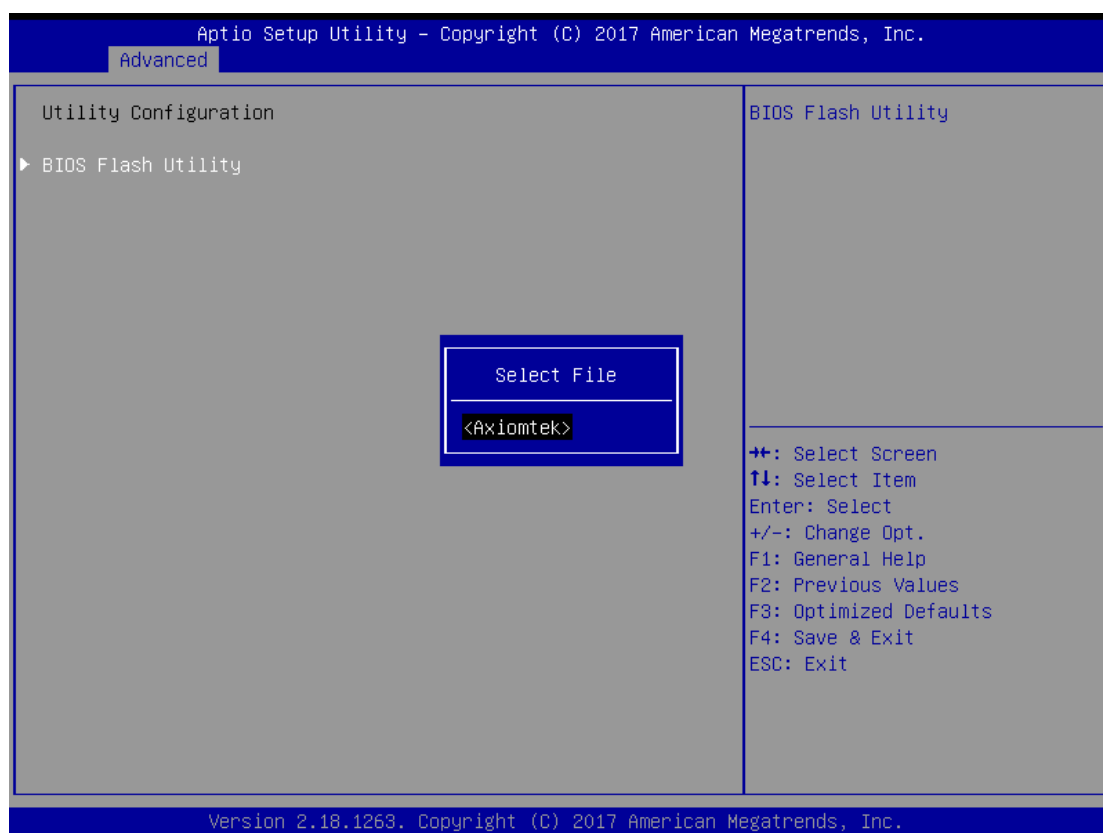 Aptio Setup Utility – Copyright (C) 2017 American Megatrends, Inc.
Advanced
Utility Configuration
BIOS Flash Utility
BIOS Flash Utility
Select File
<Axiomtek>
→←: Select Screen
↑↓: Select Item
Enter: Select
+/-: Change Opt.
F1: General Help
F2: Previous Values
F3: Optimized Defaults
F4: Save & Exit
ESC: Exit
Version 2.18.1263. Copyright (C) 2017 American Megatrends, Inc.